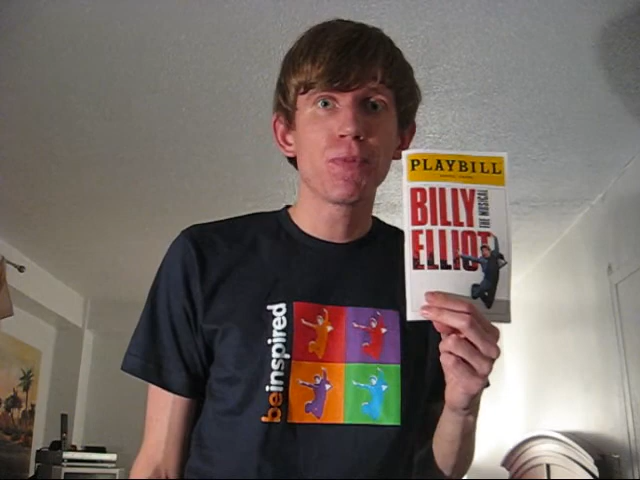 PLAYBILL
BILLY
ELLIOT
THE MUSICAL
beinspired